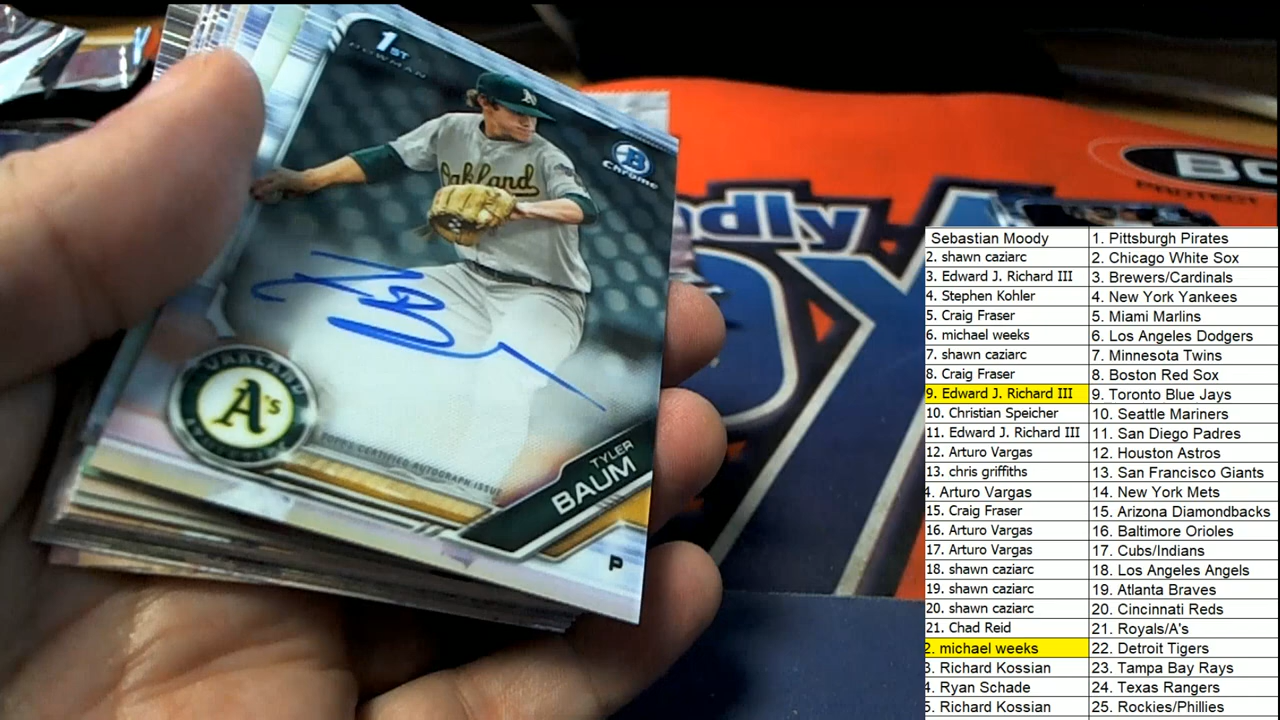 1ST
BOWMAN
A's
B
Chrome
Oakland
OAKLAND
A's
TOPPS CERTIFIED AUTOGRAPH ISSUE
TYLER
BAUM
P
PROTECT
Sebastian Moody 1. Pittsburgh Pirates
2. shawn caziarc 2. Chicago White Sox
3. Edward J. Richard III 3. Brewers/Cardinals
4. Stephen Kohler 4. New York Yankees
5. Craig Fraser 5. Miami Marlins
6. michael weeks 6. Los Angeles Dodgers
7. shawn caziarc 7. Minnesota Twins
8. Craig Fraser 8. Boston Red Sox
9. Edward J. Richard III 9. Toronto Blue Jays
10. Christian Speicher 10. Seattle Mariners
11. Edward J. Richard III 11. San Diego Padres
12. Arturo Vargas 12. Houston Astros
13. chris griffiths 13. San Francisco Giants
4. Arturo Vargas 14. New York Mets
15. Craig Fraser 15. Arizona Diamondbacks
16. Arturo Vargas 16. Baltimore Orioles
17. Arturo Vargas 17. Cubs/Indians
18. shawn caziarc 18. Los Angeles Angels
19. shawn caziarc 19. Atlanta Braves
20. shawn caziarc 20. Cincinnati Reds
21. Chad Reid 21. Royals/A's
2. michael weeks 22. Detroit Tigers
3. Richard Kossian 23. Tampa Bay Rays
4. Ryan Schade 24. Texas Rangers
5. Richard Kossian 25. Rockies/Phillies